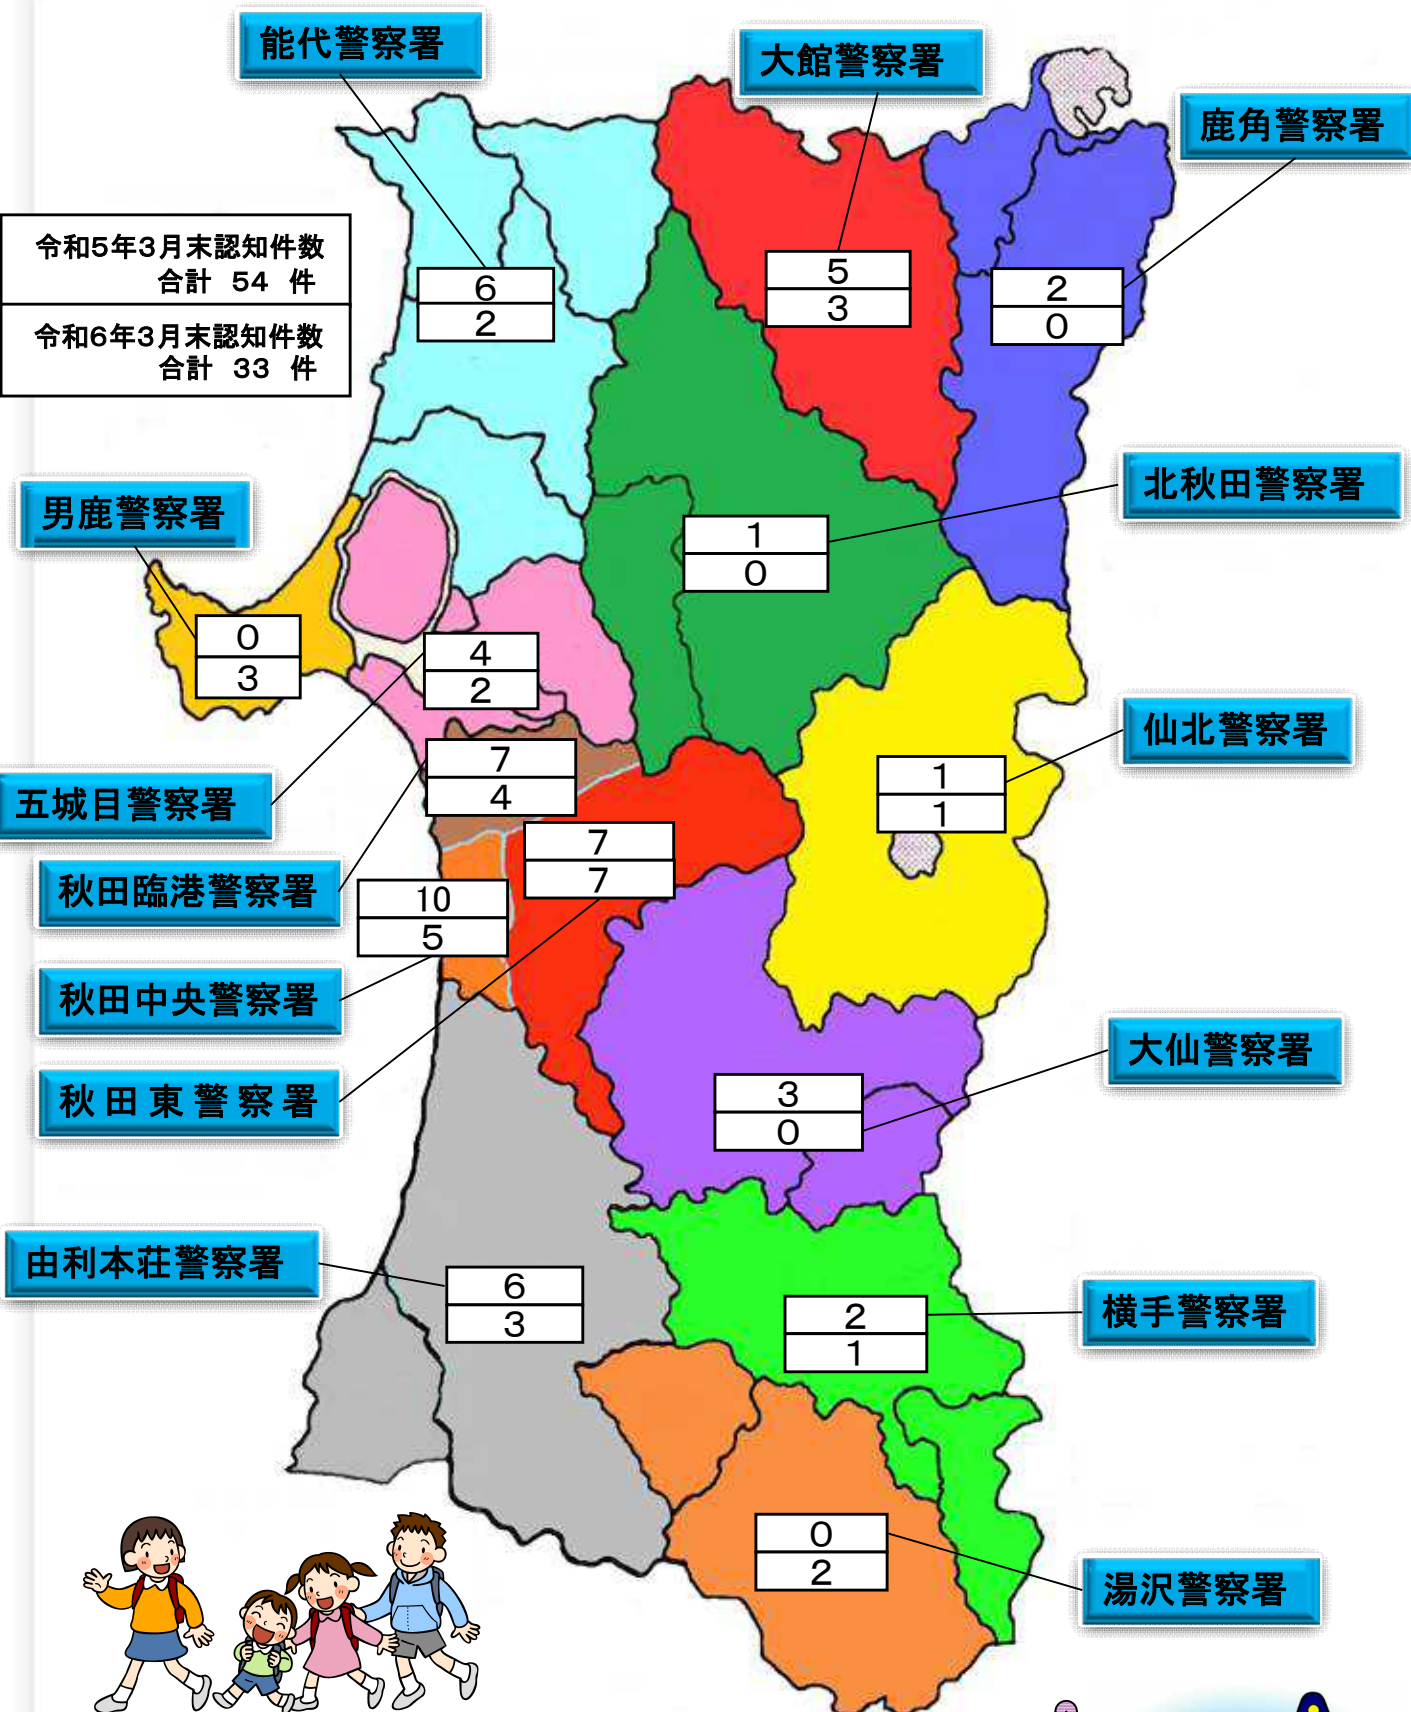 能代警察署
大館警察署
鹿角警察署
令和5年3月末認知件数
合計 54 件
令和6年3月末認知件数
合計 33 件
6
2
5
3
2
0
北秋田警察署
1
0
男鹿警察署
0
3
4
2
仙北警察署
1
1
五城目警察署
7
4
秋田臨港警察署
7
7
10
5
秋田中央警察署
秋田東警察署
大仙警察署
3
0
由利本荘警察署
6
3
横手警察署
2
1
0
2
湯沢警察署